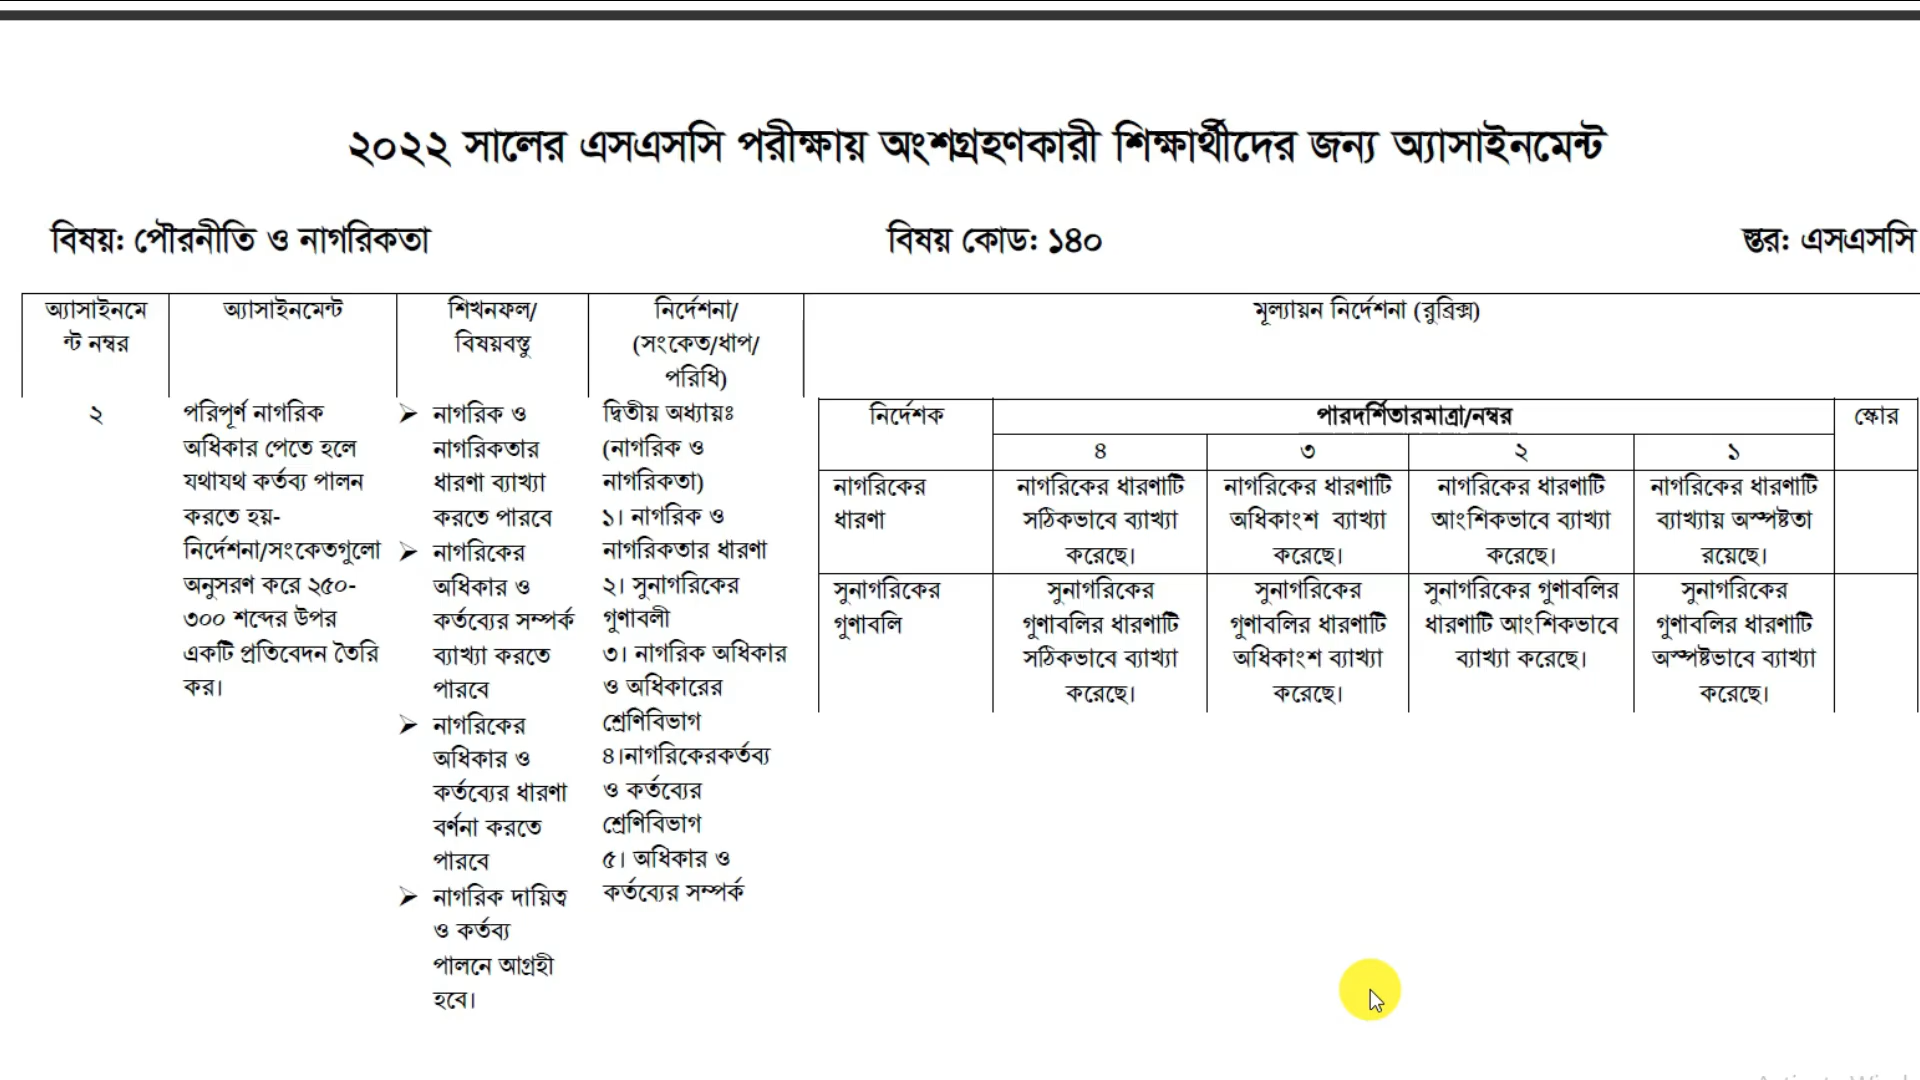 ২০২২ সালের এসএসসি পরীক্ষায় অংশগ্রহণকারী শিক্ষার্থীদের জন্য অ্যাসাইনমেন্ট
বিষয়: পৌরনীতি ও নাগরিকতা
বিষয় কোড: ১৪০
স্তর: এসএসসি
অ্যাসাইনমে
ন্ট নম্বর
অ্যাসাইনমেন্ট
শিখনফল/
বিষয়বস্তু
নির্দেশনা/
(সংকেত/ধাপ/
পরিধি)
মূল্যায়ন নির্দেশনা (রুব্রিক্স)
২
পরিপূর্ণ নাগরিক
অধিকার পেতে হলে
যথাযথ কর্তব্য পালন
করতে হয়-
নির্দেশনা/সংকেতগুলো
অনুসরণ করে ২৫০-
৩০০ শব্দের উপর
একটি প্রতিবেদন তৈরি
কর।
➢ নাগরিক ও
নাগরিকতার
ধারণা ব্যাখ্যা
করতে পারবে
➢ নাগরিকের
অধিকার ও
কর্তব্যের সম্পর্ক
ব্যাখ্যা করতে
পারবে
➢ নাগরিকের
অধিকার ও
কর্তব্যের ধারণা
বর্ণনা করতে
পারবে
➢ নাগরিক দায়িত্ব
ও কর্তব্য
পালনে আগ্রহী
হবে।
দ্বিতীয় অধ্যায়ঃ
(নাগরিক ও
নাগরিকতা)
১। নাগরিক ও
নাগরিকতার ধারণা
২। সুনাগরিকের
গুণাবলী
৩। নাগরিক অধিকার
ও অধিকারের
শ্রেণিবিভাগ
৪।নাগরিকেরকর্তব্য
ও কর্তব্যের
শ্রেণিবিভাগ
৫। অধিকার ও
কর্তব্যের সম্পর্ক
নির্দেশক
পারদর্শিতারমাত্রা/নম্বর
স্কোর
৪
৩
২
১
নাগরিকের
ধারণা
নাগরিকের ধারণাটি
সঠিকভাবে ব্যাখ্যা
করেছে।
নাগরিকের ধারণাটি
অধিকাংশ ব্যাখ্যা
করেছে।
নাগরিকের ধারণাটি
আংশিকভাবে ব্যাখ্যা
করেছে।
নাগরিকের ধারণাটি
ব্যাখ্যায় অস্পষ্টতা
রয়েছে।
সুনাগরিকের
গুণাবলি
সুনাগরিকের
গুণাবলির ধারণাটি
সঠিকভাবে ব্যাখ্যা
করেছে।
সুনাগরিকের
গুণাবলির ধারণাটি
অধিকাংশ ব্যাখ্যা
করেছে।
সুনাগরিকের গুণাবলির
ধারণাটি আংশিকভাবে
ব্যাখ্যা করেছে।
সুনাগরিকের
গুণাবলির ধারণাটি
অস্পষ্টভাবে ব্যাখ্যা
করেছে।